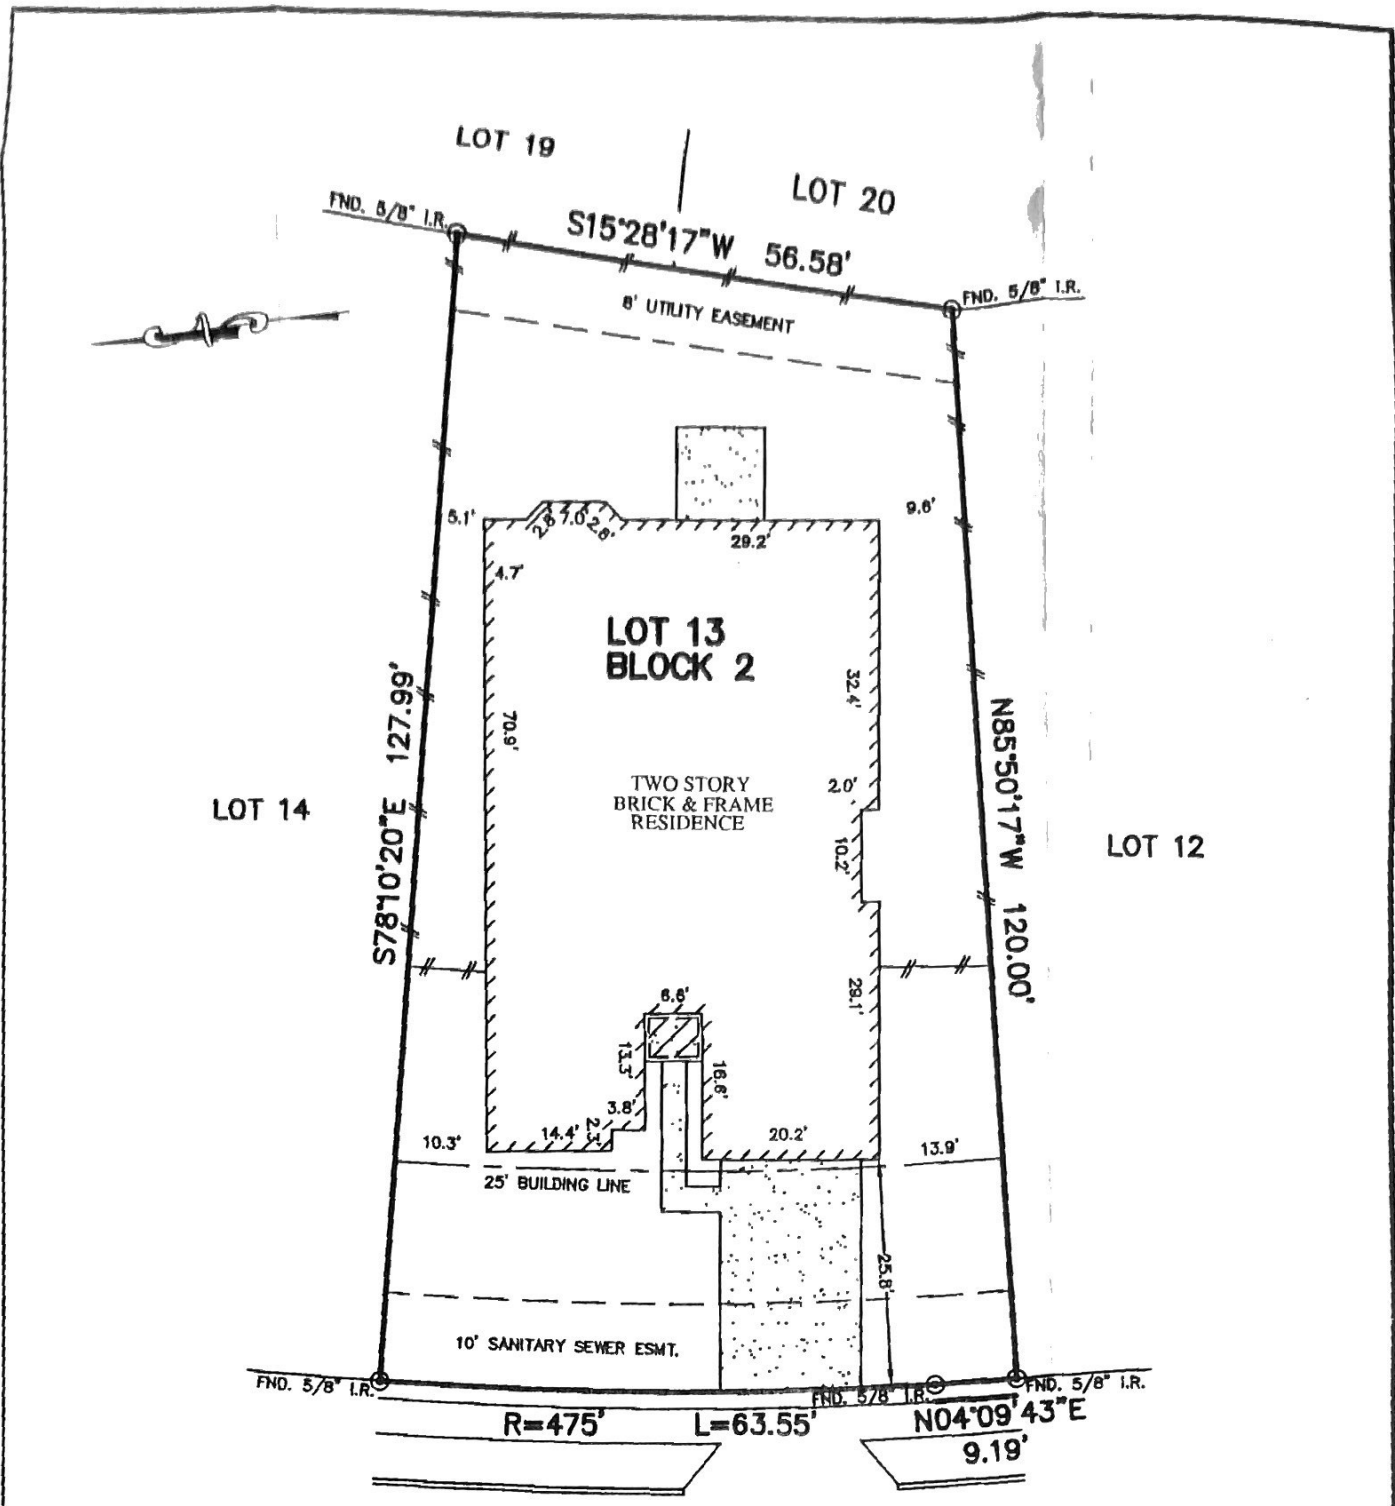 LOT 19
LOT 20
FND. 5/8" I.R.
S15°28'17"W 56.58'
FND. 5/8" I.R.
8' UTILITY EASEMENT
5.1'
2.8'
7.0'
2.8'
29.2'
9.6'
4.7'
LOT 13
BLOCK 2
32.4'
70.9'
S78°10'20"E 127.99'
N85°50'17"W 120.00'
TWO STORY
BRICK & FRAME
RESIDENCE
2.0'
LOT 14
10.2'
LOT 12
29.1'
6.6'
13.3'
16.6'
3.8'
2.3'
14.4'
20.2'
10.3'
13.9'
25' BUILDING LINE
25.8'
10' SANITARY SEWER ESMT.
FND. 5/8" I.R.
FND. 5/8" I.R.
FND. 5/8" I.R.
R=475' L=63.55'
N04°09'43"E
9.19'